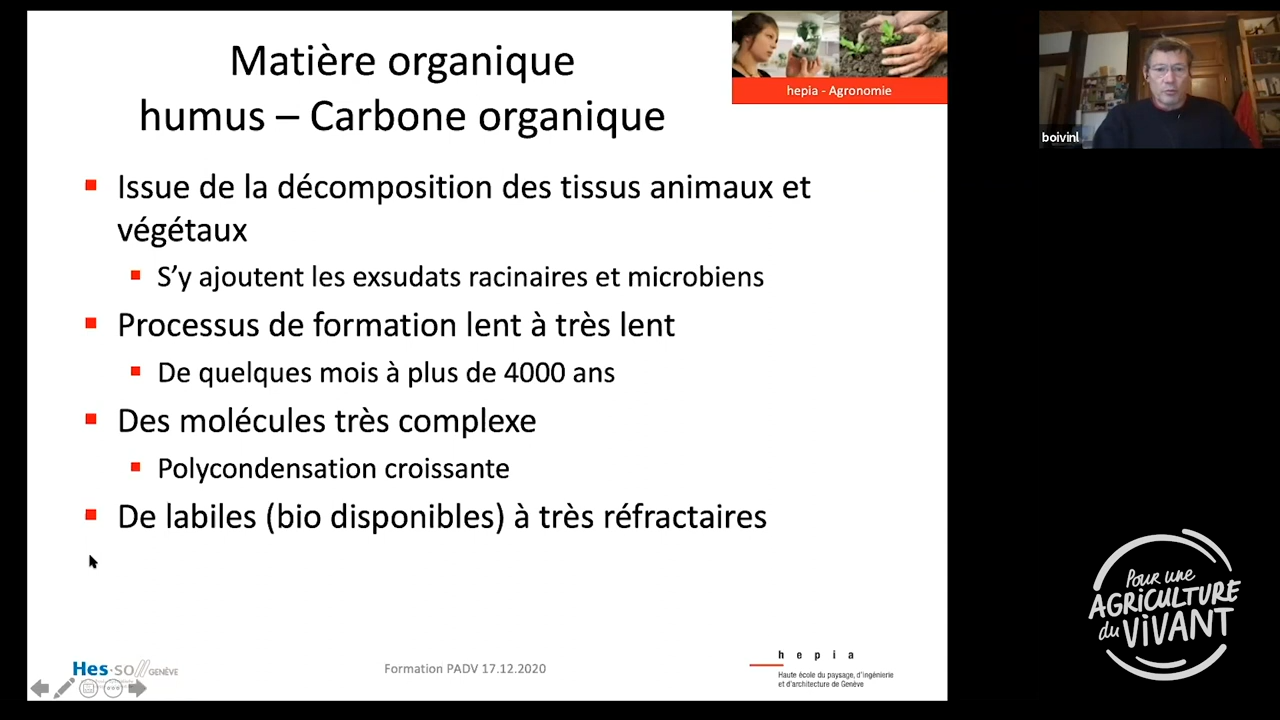 Matière organique
humus – Carbone organique
hepia - Agronomie
boivinl
Issue de la décomposition des tissus animaux et
végétaux
S'y ajoutent les exsudats racinaires et microbiens
Processus de formation lent à très lent
De quelques mois à plus de 4000 ans
Des molécules très complexe
Polycondensation croissante
De labiles (bio disponibles) à très réfractaires
Pour une
AGRICULTURE
du VIVANT
Hes·so GENÈVE
Formation PADV 17.12.2020
hepia
Haute école du paysage, d'ingénierie
et d'architecture de Genève